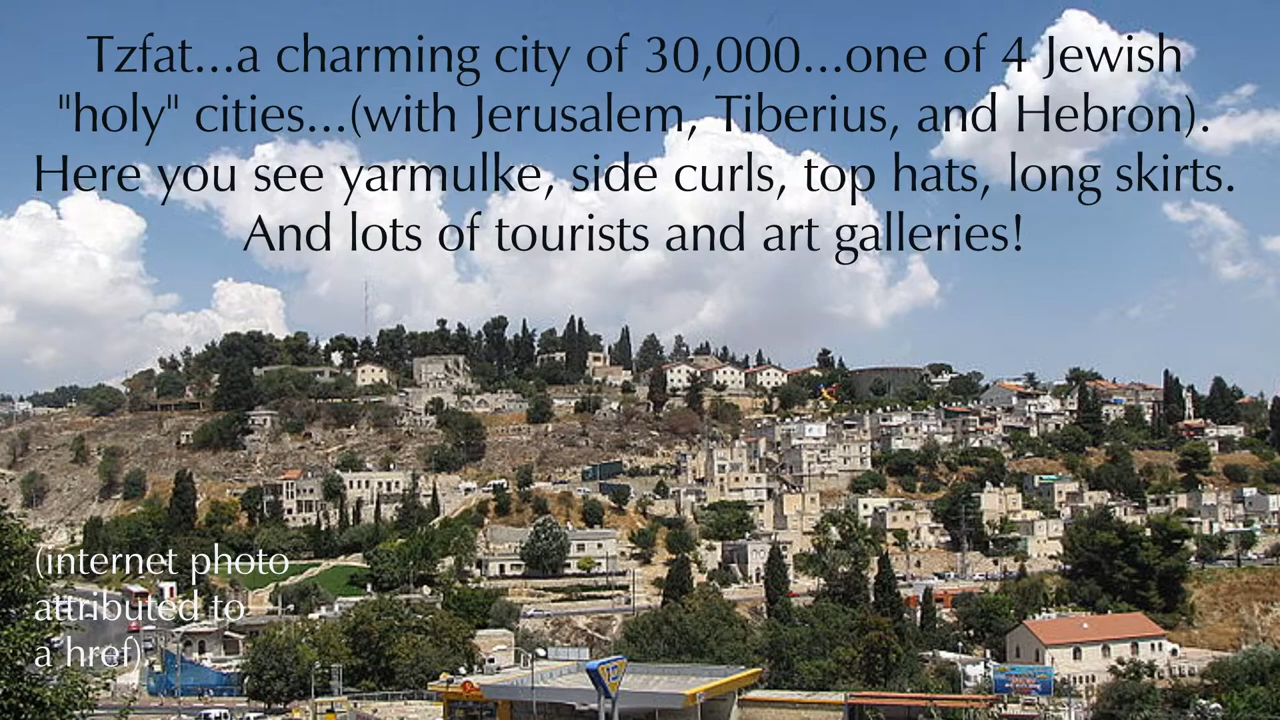 Tzfat...a charming city of 30,000...one of 4 Jewish
"holy" cities...(with Jerusalem, Tiberius, and Hebron).
Here you see yarmulke, side curls, top hats, long skirts.
And lots of tourists and art galleries!
(internet photo
attributed to
a href).